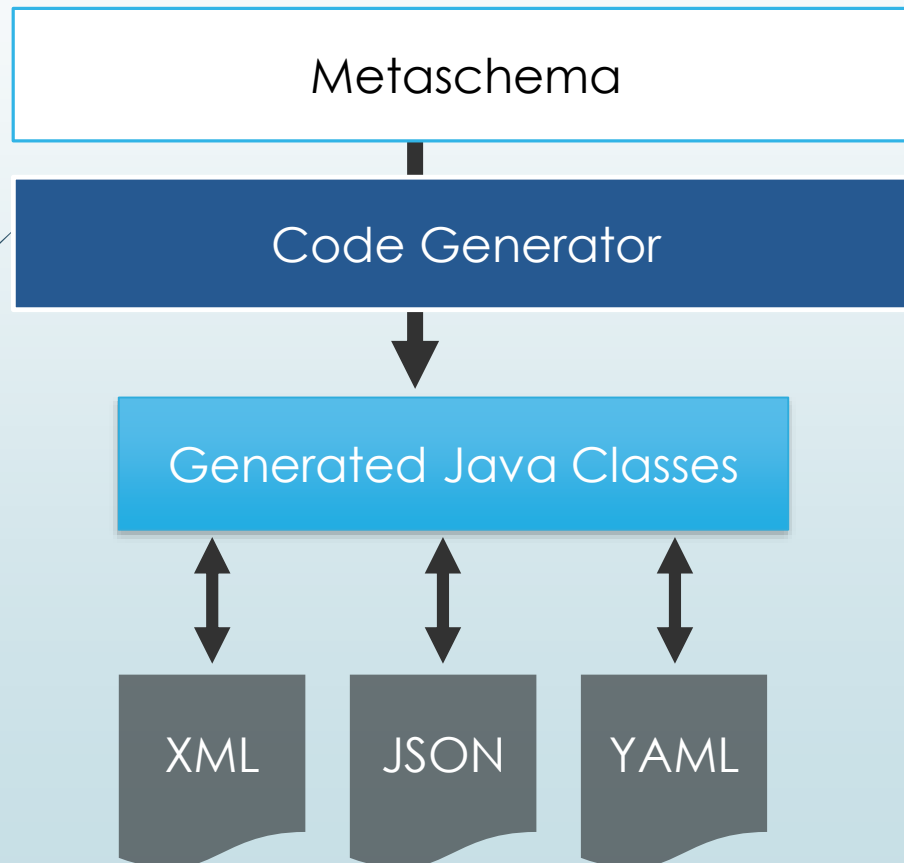 Metaschema
Code Generator
Generated Java Classes
XML
JSON
YAML